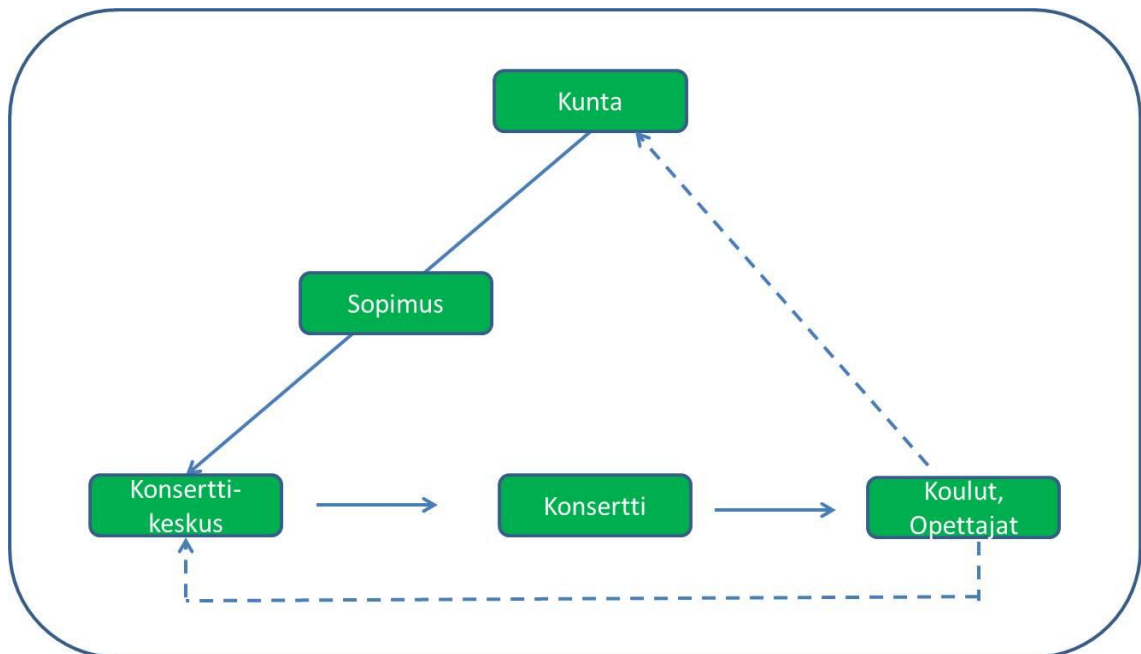 Kunta
Sopimus
Konsertti-
keskus
Konsertti
Koulut,
Opettajat